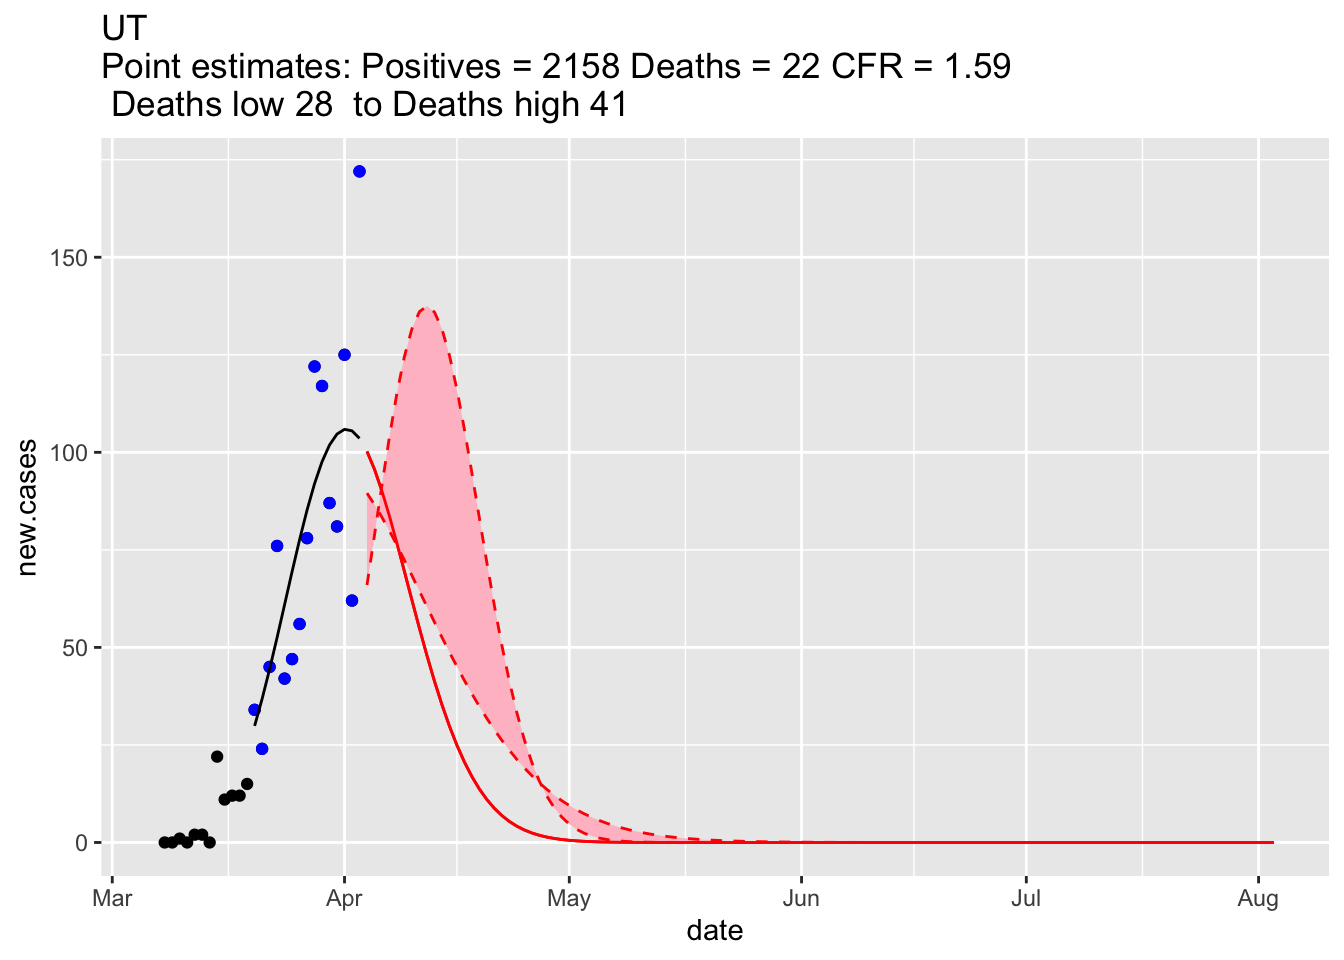 UT
Point estimates: Positives = 2158 Deaths = 22 CFR = 1.59
Deaths low 28  to Deaths high 41
150
100
50
0
new.cases
Mar Apr May Jun Jul Aug
date